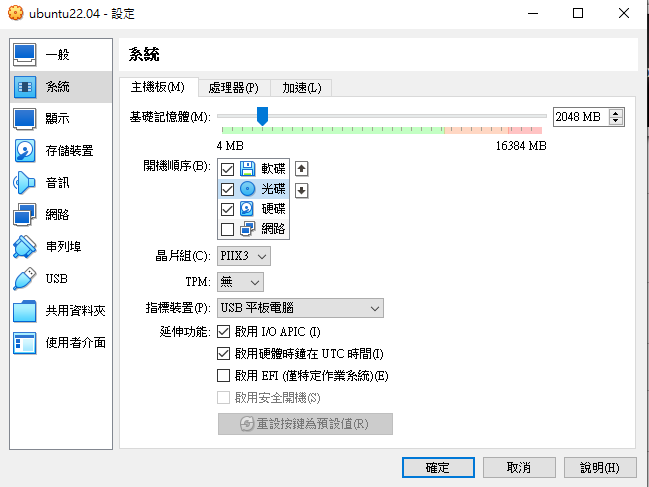 ubuntu22.04 - 設定
一般
系統
顯示
存儲裝置
音訊
網路
串列埠
USB
共用資料夾
使用者介面
系統
主機板(M) 處理器(P) 加速(L)
基礎記憶體(M): 2048 MB
4 MB 16384 MB
開機順序(B): 軟碟
光碟
硬碟
網路
晶片組(C): PIIX3
TPM: 無
指標裝置(P): USB 平板電腦
延伸功能: 啟用 I/O APIC (I)
啟用硬體時鐘在 UTC 時間(I)
啟用 EFI (僅特定作業系統)(E)
啟用安全開機(S)
重設按鍵為預設值(R)
確定 取消 說明(H)